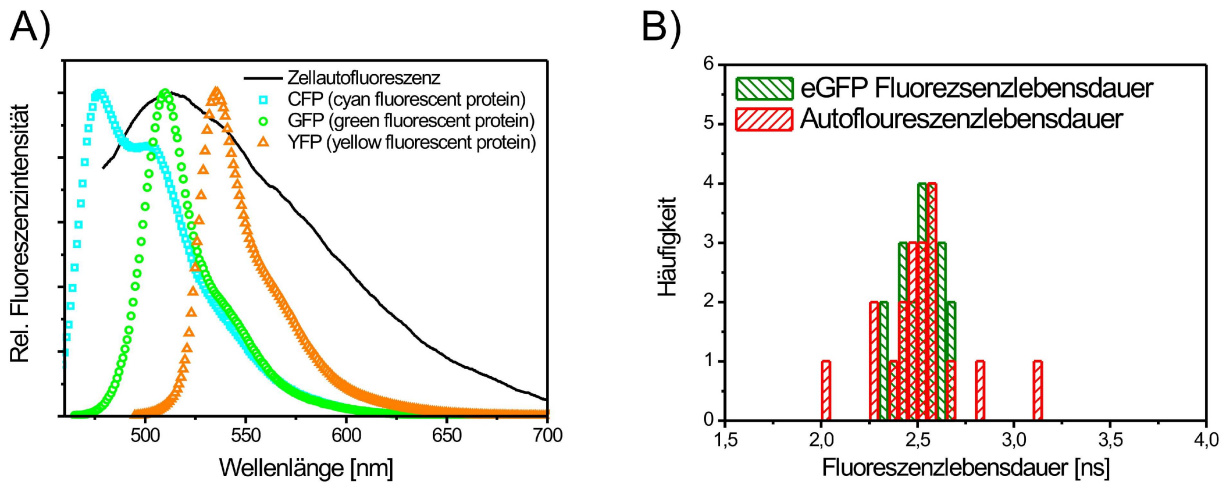 A)
Zellautofluoreszenz
CFP (cyan fluorescent protein)
GFP (green fluorescent protein)
YFP (yellow fluorescent protein)
Rel. Fluoreszenzintensität
500 550 600 650 700
Wellenlänge [nm]
B)
eGFP Fluorezsenzlebensdauer
Autofloureszenzlebensdauer
Häufigkeit
6
5
4
3
2
1
0
1,5 2,0 2,5 3,0 3,5 4,0
Fluoreszenzlebensdauer [ns]